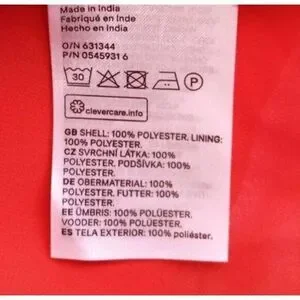 Made in India
Fabriqué en Inde
Hecho en India
O/N 631344
P/N 0545931 6
30
P
clevercare.info
GB SHELL: 100% POLYESTER. LINING:
100% POLYESTER.
CZ SVRCHNÍ LÁTKA: 100%
POLYESTER. PODŠÍVKA: 100%
POLYESTER.
DE OBERMATERIAL: 100%
POLYESTER. FUTTER: 100%
POLYESTER.
EE ÜMBRIS: 100% POLÜESTER.
VOODER: 100% POLÜESTER.
ES TELA EXTERIOR: 100% poliéster.